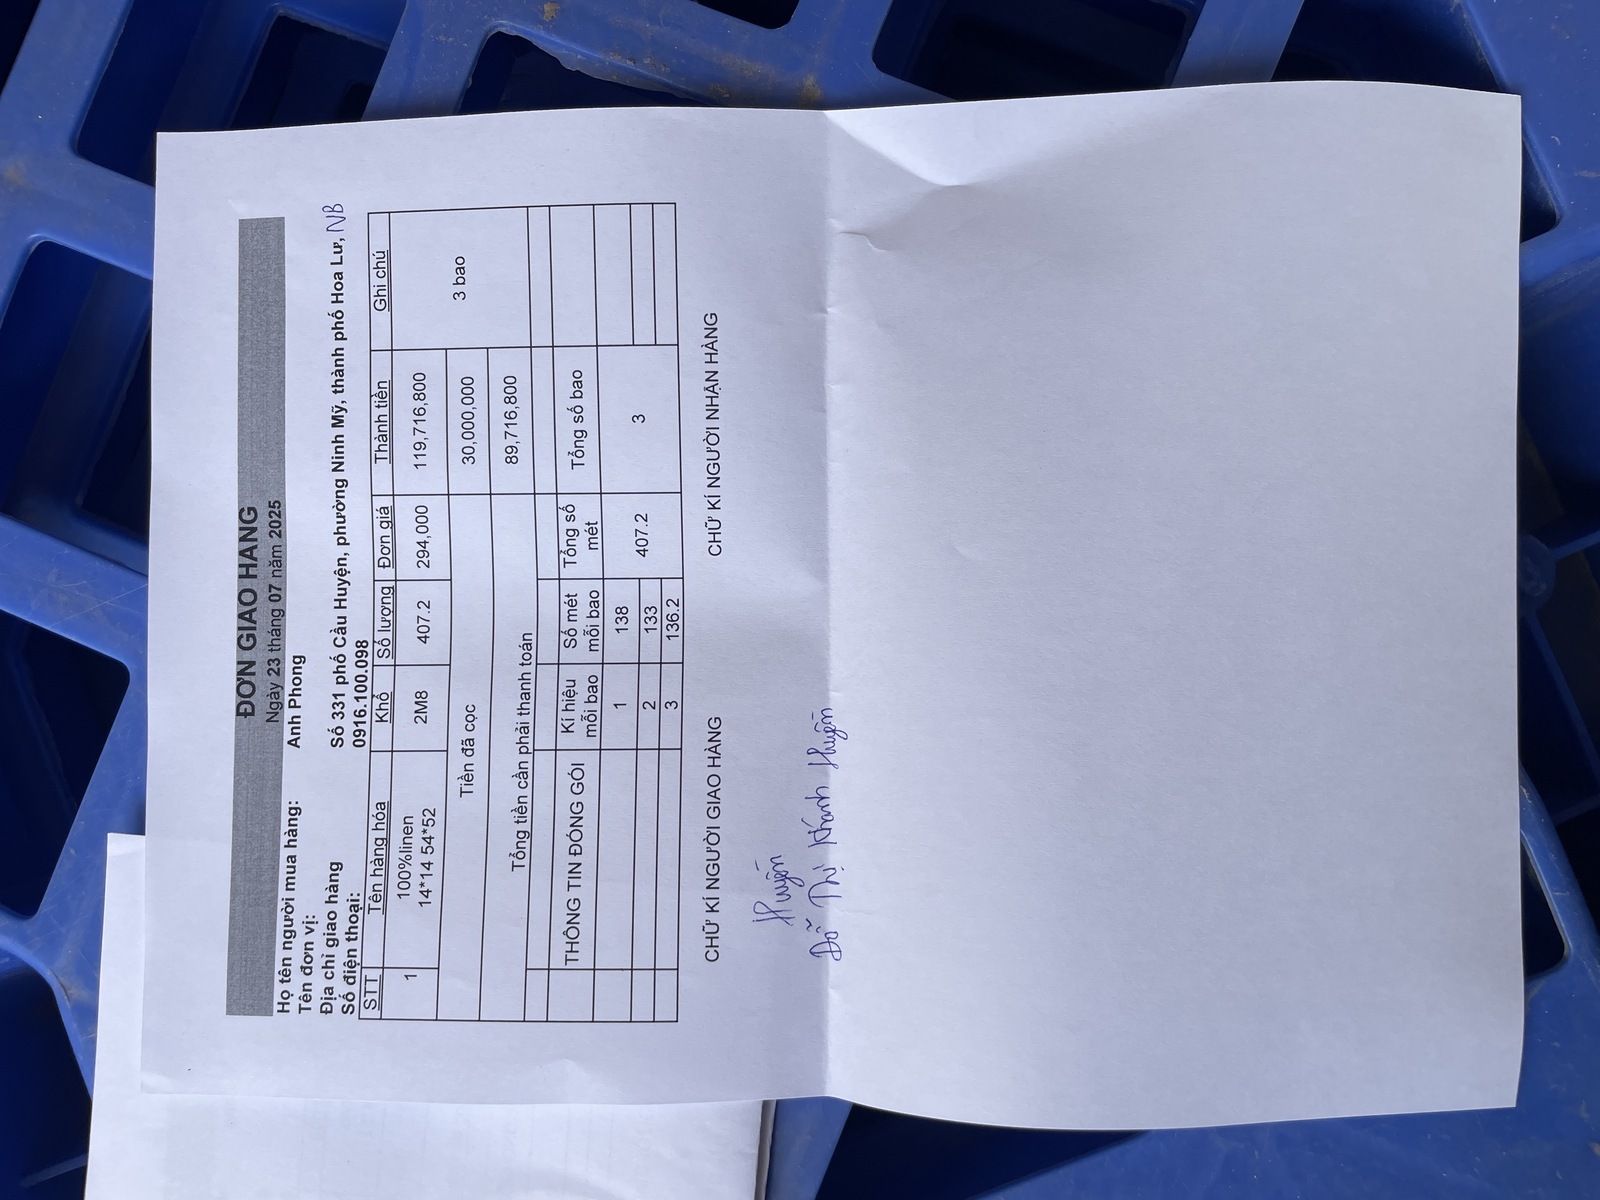 ĐƠN GIAO HÀNG
Ngày 23 tháng 07 năm 2025
Họ tên người mua hàng: Anh Phong
Tên đơn vị:
Địa chỉ giao hàng Số 331 phố Cầu Huyện, phường Ninh Mỹ, thành phố Hoa Lư, NB
Số điện thoại: 0916.100.098
STT Tên hàng hóa Khổ Số lượng Đơn giá Thành tiền Ghi chú
1 100%linen 14*14 54*52 2M8 407.2 294,000 119,716,800 3 bao
Tiền đã cọc 30,000,000
Tổng tiền cần phải thanh toán 89,716,800
THÔNG TIN ĐÓNG GÓI Kí hiệu mỗi bao Số mét mỗi bao Tổng số mét Tổng số bao
1 138 407.2 3
2 133
3 136.2
CHỮ KÍ NGƯỜI GIAO HÀNG CHỮ KÍ NGƯỜI NHẬN HÀNG
Huyền
Đỗ Thị Khánh Huyền